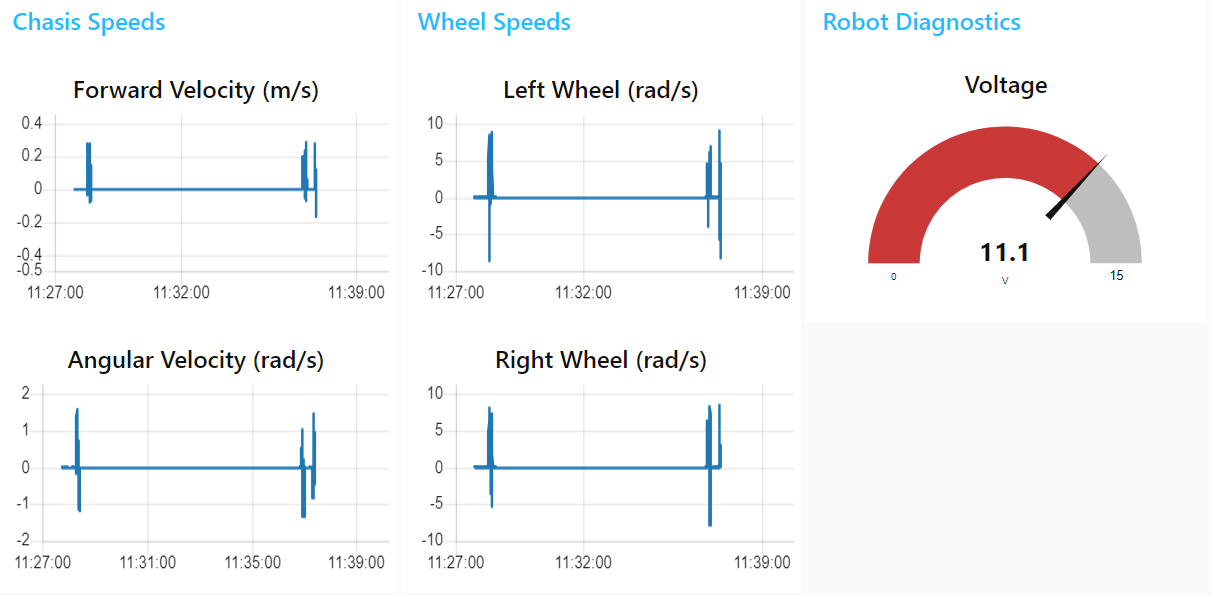 Chasis Speeds
Forward Velocity (m/s)
0.4
0.2
0
-0.2
-0.4
-0.5
11:27:00 11:32:00 11:39:00
Angular Velocity (rad/s)
2
1
0
-1
-2
11:27:00 11:31:00 11:35:00 11:39:00
Wheel Speeds
Left Wheel (rad/s)
10
5
0
-5
-10
11:27:00 11:32:00 11:39:00
Right Wheel (rad/s)
10
5
0
-5
-10
11:27:00 11:32:00 11:39:00
Robot Diagnostics
Voltage
11.1
V
0 15